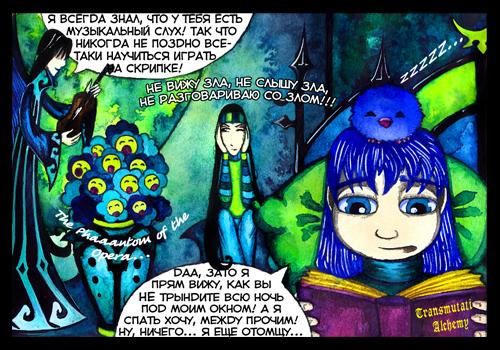 Я ВСЕГДА ЗНАЛ, ЧТО У ТЕБЯ ЕСТЬ
МУЗЫКАЛЬНЫЙ СЛУХ! ТАК ЧТО
НИКОГДА НЕ ПОЗДНО ВСЕ-
ТАКИ НАУЧИТЬСЯ ИГРАТЬ
НА СКРИПКЕ!
ZZZZZ...
НЕ ВИЖУ ЗЛА, НЕ СЛЫШУ ЗЛА,
НЕ РАЗГОВАРИВАЮ СО ЗЛОМ!!!
The Phaaantom of the
Opera...
ДАА, ЗАТО Я
ПРЯМ ВИЖУ, КАК ВЫ
НЕ ТРЫНДИТЕ ВСЮ НОЧЬ
ПОД МОИМ ОКНОМ! А Я
СПАТЬ ХОЧУ, МЕЖДУ ПРОЧИМ!
НУ, НИЧЕГО... Я ЕЩЕ ОТОМЩУ...
Transmutati
Alchemy